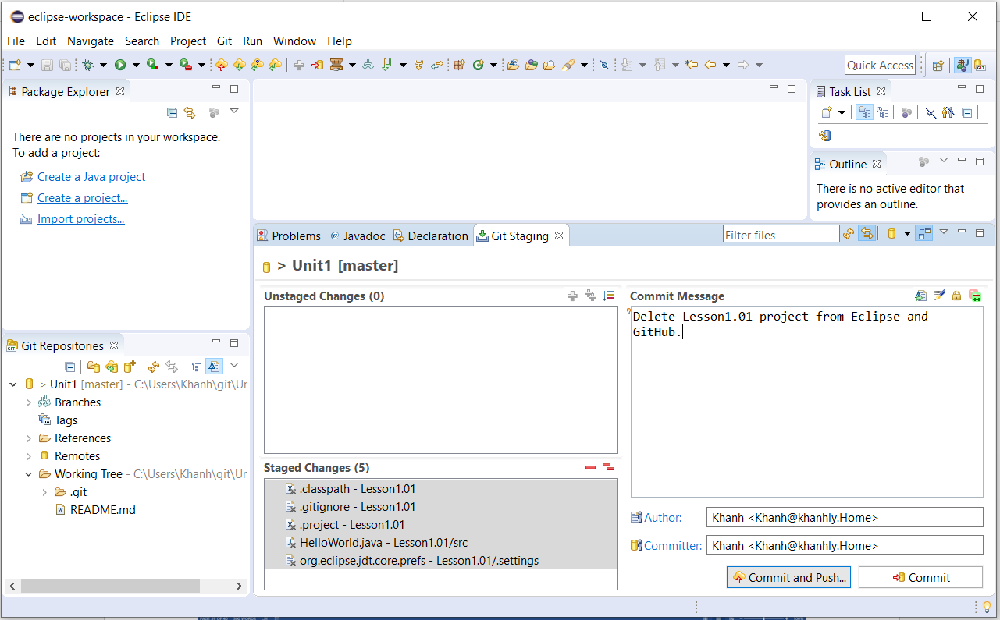 eclipse-workspace - Eclipse IDE
File Edit Navigate Search Project Git Run Window Help
Quick Access
Package Explorer
There are no projects in your workspace.
To add a project:
Create a Java project
Create a project...
Import projects...
Task List
Outline
There is no active editor that
provides an outline.
Git Repositories
> Unit1 [master] - C:\Users\Khanh\git\Un
Branches
Tags
References
Remotes
Working Tree - C:\Users\Khanh\git\Un
.git
README.md
Problems @ Javadoc Declaration Git Staging
Filter files
> Unit1 [master]
Unstaged Changes (0)
Staged Changes (5)
.classpath - Lesson1.01
.gitignore - Lesson1.01
.project - Lesson1.01
HelloWorld.java - Lesson1.01/src
org.eclipse.jdt.core.prefs - Lesson1.01/.settings
Commit Message
Delete Lesson1.01 project from Eclipse and
GitHub.
Author: Khanh <Khanh@khanhly.Home>
Committer: Khanh <Khanh@khanhly.Home>
Commit and Push...
Commit